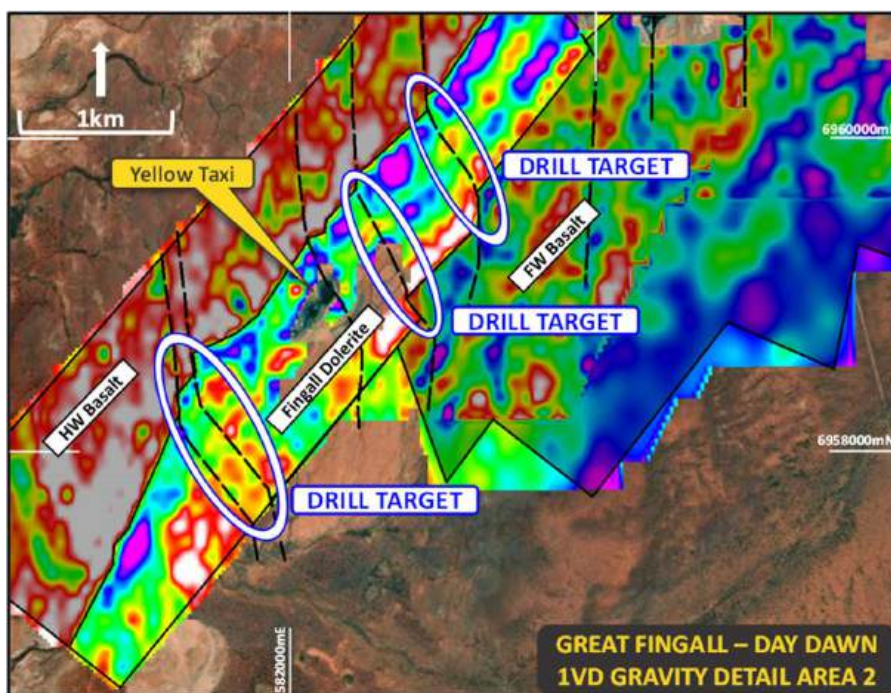 1km
6960000mN
Yellow Taxi
DRILL TARGET
FW Basalt
DRILL TARGET
Fingall Dolerite
HW Basalt
6958000mN
DRILL TARGET
582000mE
GREAT FINGALL – DAY DAWN
1VD GRAVITY DETAIL AREA 2